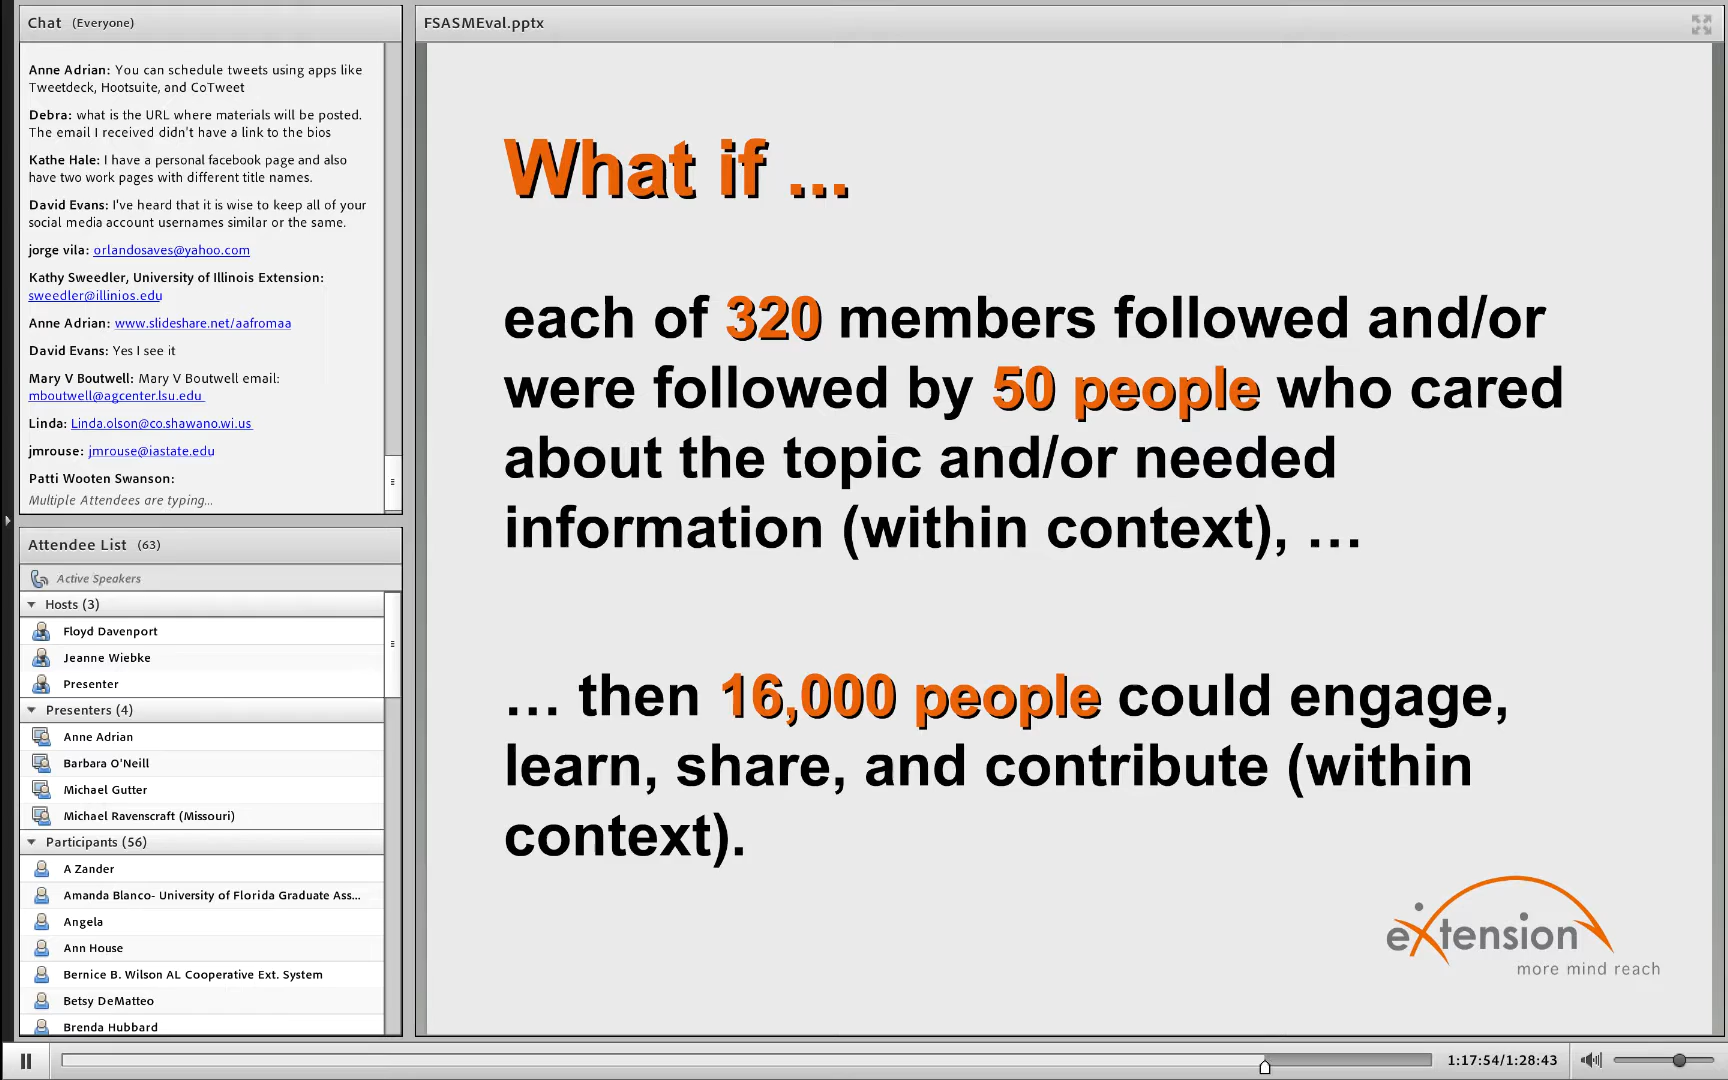 Chat (Everyone)
Anne Adrian: You can schedule tweets using apps like
Tweetdeck, Hootsuite, and CoTweet
Debra: what is the URL where materials will be posted.
The email I received didn't have a link to the bios
Kathe Hale: I have a personal facebook page and also
have two work pages with different title names.
David Evans: I've heard that it is wise to keep all of your
social media account usernames similar or the same.
jorge vila: orlandosaves@yahoo.com
Kathy Sweedler, University of Illinois Extension:
sweedler@illinios.edu
Anne Adrian: www.slideshare.net/aafromaa
David Evans: Yes I see it
Mary V Boutwell: Mary V Boutwell email:
mboutwell@agcenter.lsu.edu
Linda: Linda.olson@co.shawano.wi.us
jmrouse: jmrouse@iastate.edu
Patti Wooten Swanson:
Multiple Attendees are typing...
Attendee List (63)
Active Speakers
Hosts (3)
Floyd Davenport
Jeanne Wiebke
Presenter
Presenters (4)
Anne Adrian
Barbara O'Neill
Michael Gutter
Michael Ravenscraft (Missouri)
Participants (56)
A Zander
Amanda Blanco- University of Florida Graduate Ass...
Angela
Ann House
Bernice B. Wilson AL Cooperative Ext. System
Betsy DeMatteo
Brenda Hubbard
FSASMEval.pptx
What if ...
each of 320 members followed and/or
were followed by 50 people who cared
about the topic and/or needed
information (within context), …
… then 16,000 people could engage,
learn, share, and contribute (within
context).
eXtension
more mind reach
1:17:54/1:28:43